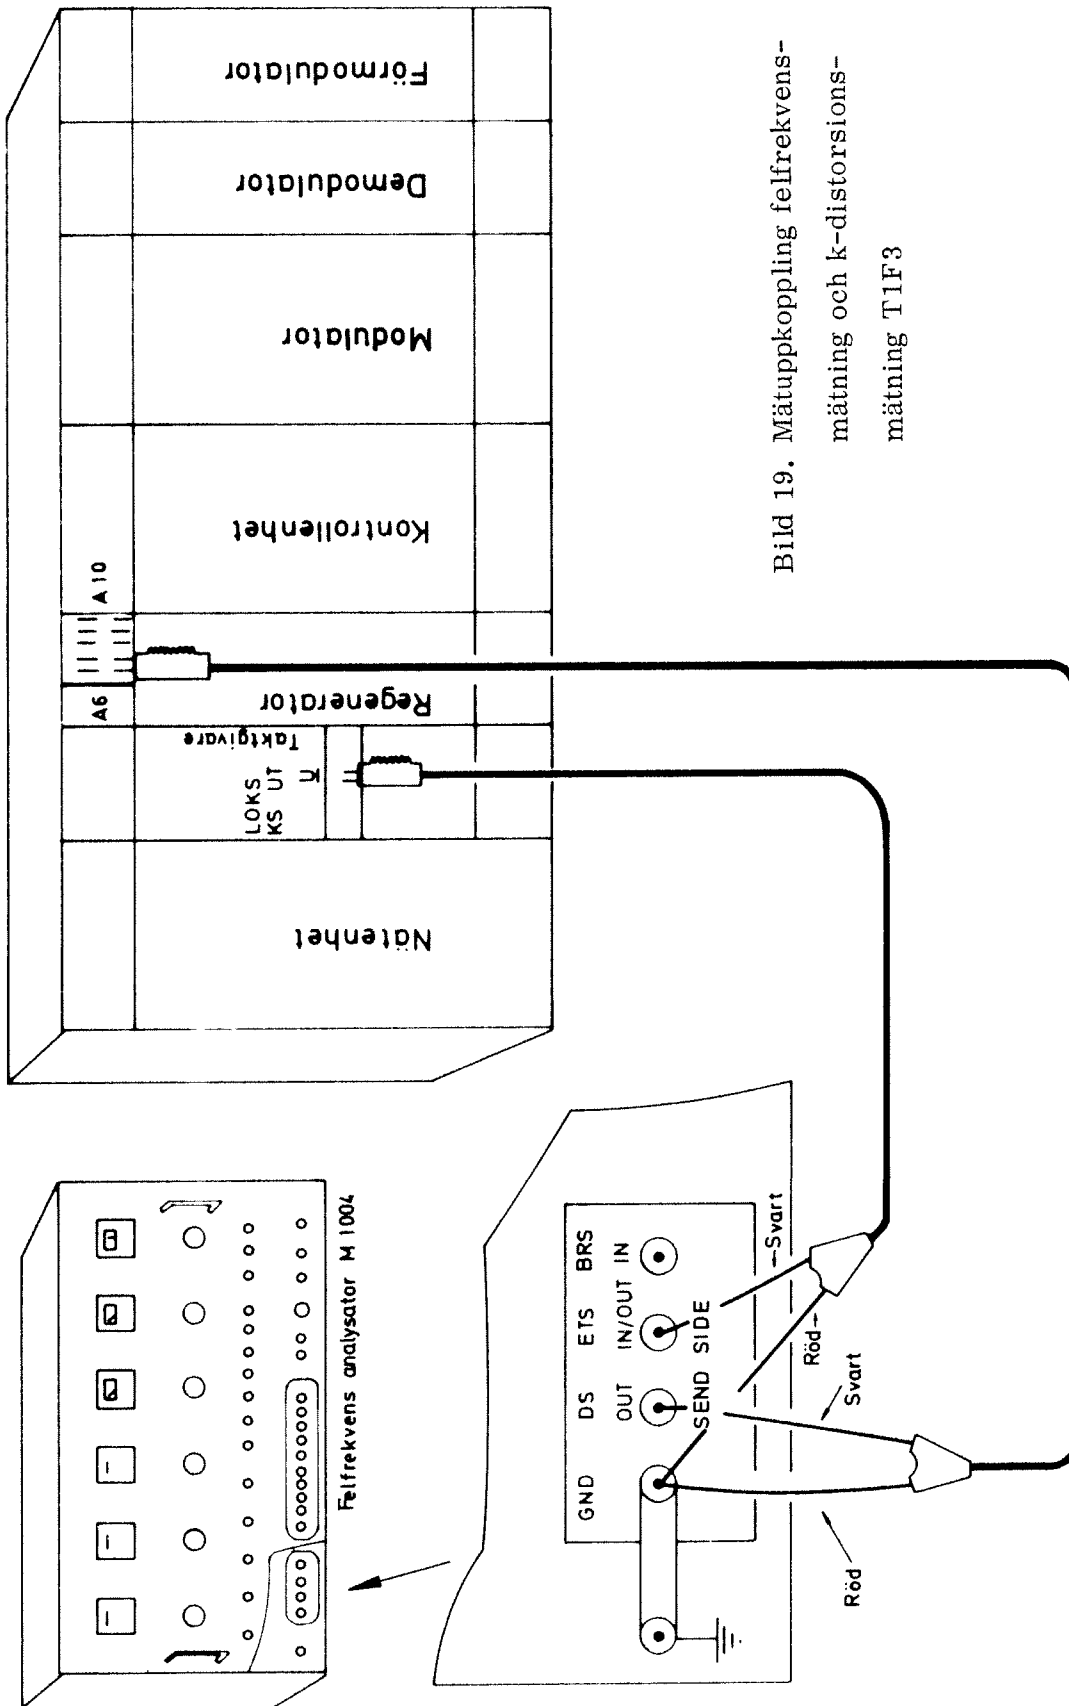 Nätenhet
LOKS
KS UT
Taktgivare
Regenerator
A6
A10
Kontrollenhet
Modulator
Demodulator
Förmodulator
Felfrekvens analysator M 1004
GND DS ETS BRS
OUT IN/OUT IN
SEND SIDE
Svart
Röd
Svart
Röd
Bild 19. Mätuppkoppling felfrekvens-
mätning och k-distorsions-
mätning T1F3